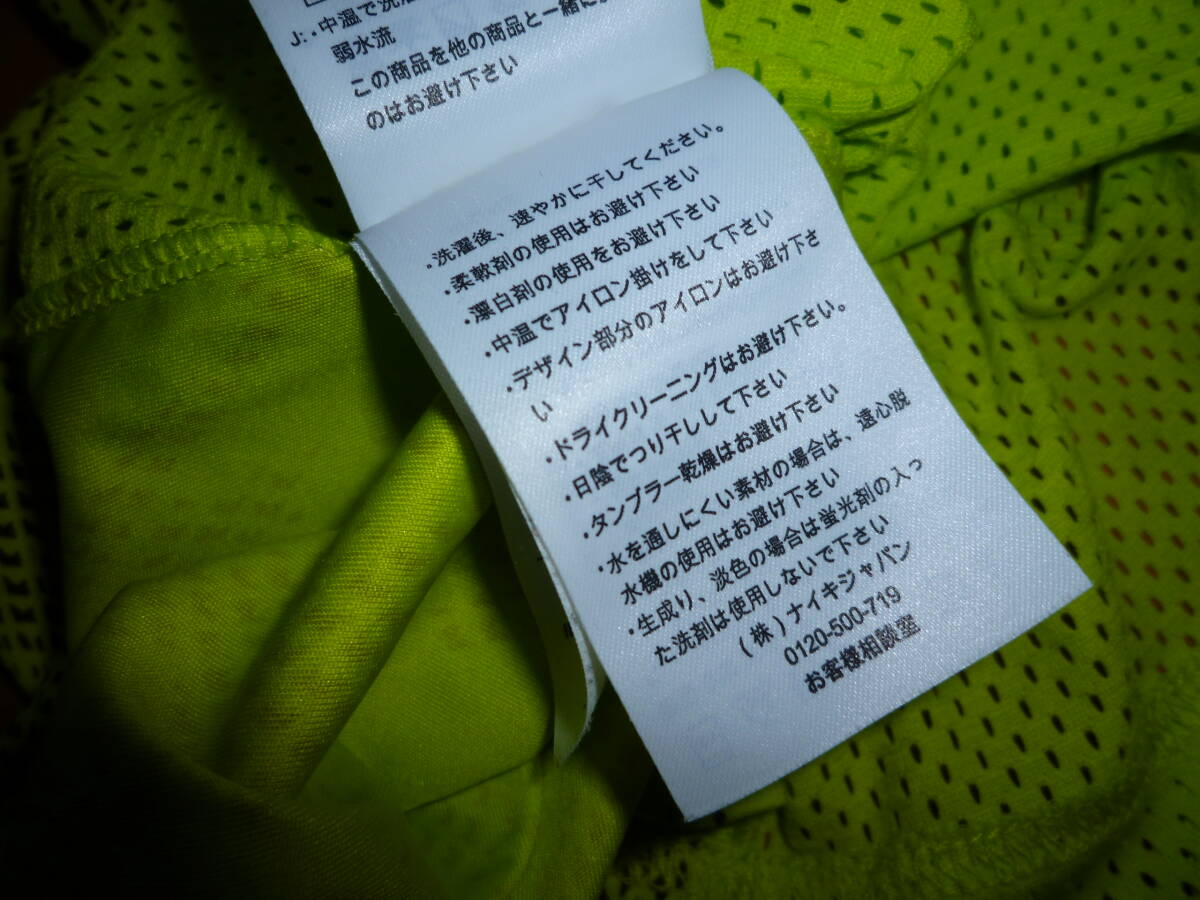 J: ・中温で洗
弱水流
この商品を他の商品と一緒に
のはお避け下さい
・洗濯後、速やかに干してください。
・柔軟剤の使用はお避け下さい
・漂白剤の使用をお避け下さい
・中温でアイロン掛けをして下さい
・デザイン部分のアイロンはお避け下さ
い
・ドライクリーニングはお避け下さい。
・日陰でつり干しして下さい
・タンブラー乾燥はお避け下さい
・水を通しにくい素材の場合は、遠心脱
水機の使用はお避け下さい
・生成り、淡色の場合は蛍光剤の入っ
た洗剤は使用しないで下さい
(株)ナイキジャパン
0120-500-719
お客様相談室